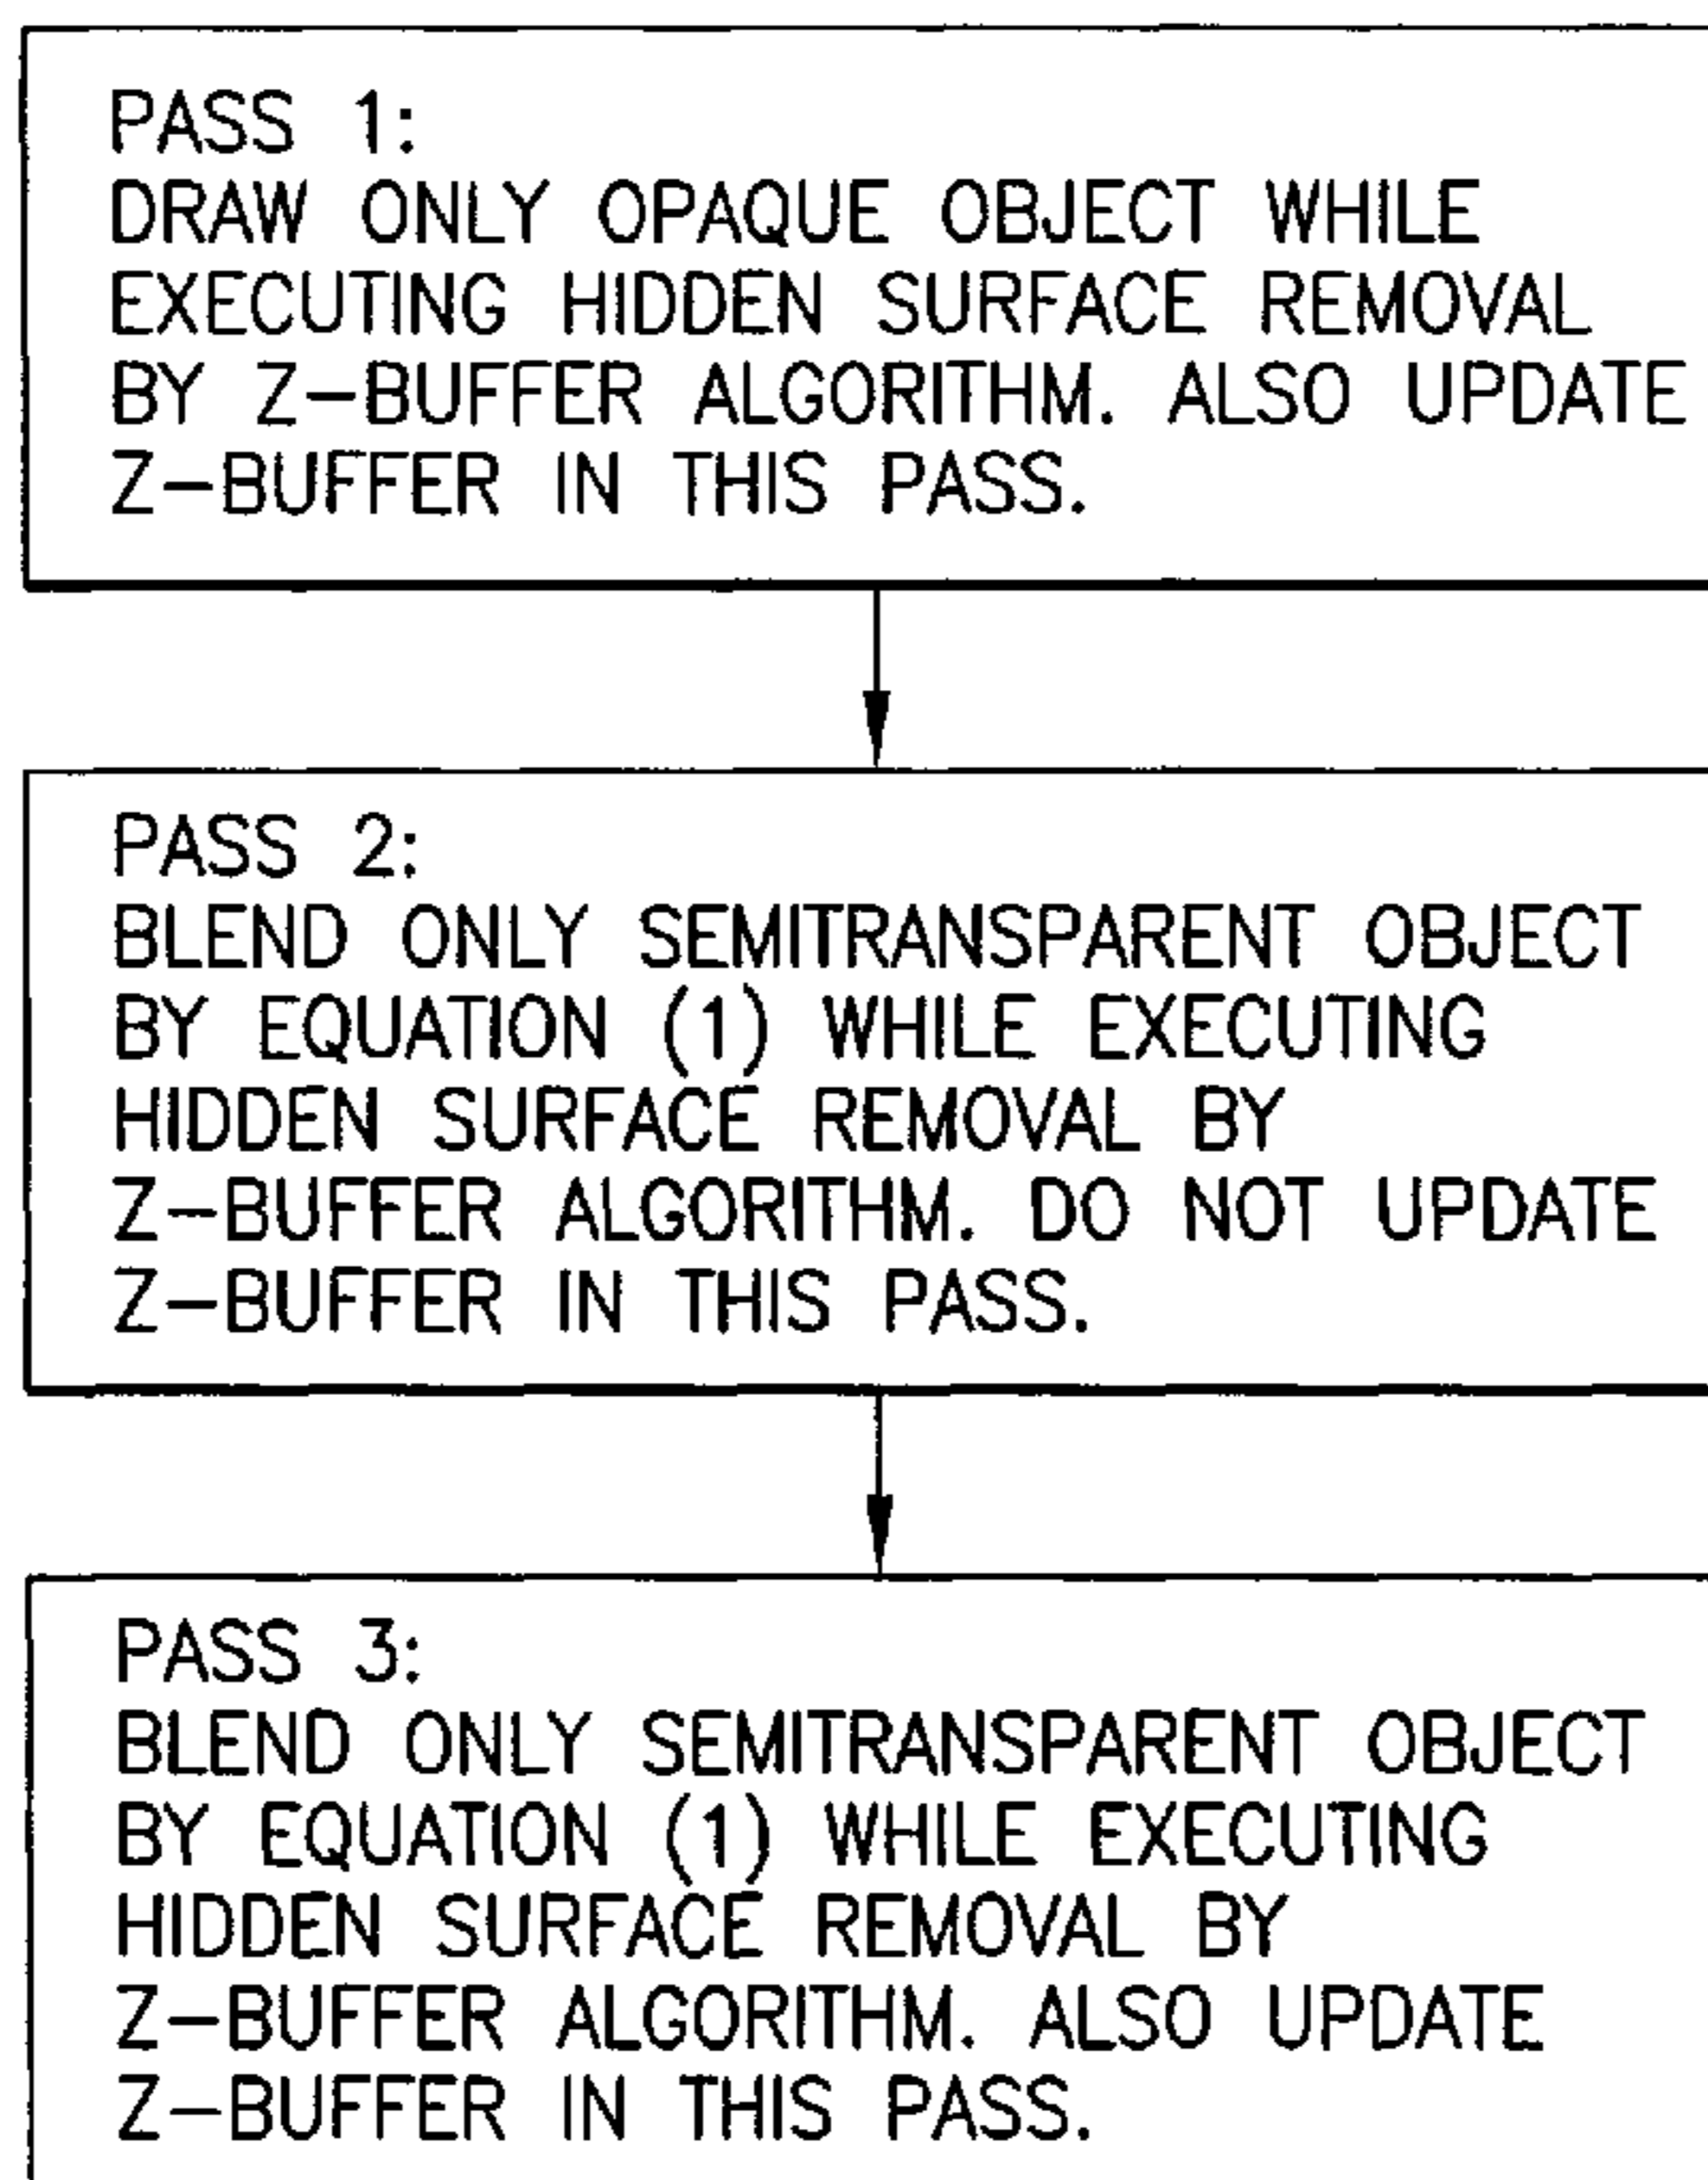 PASS 1:
DRAW ONLY OPAQUE OBJECT WHILE
EXECUTING HIDDEN SURFACE REMOVAL
BY Z-BUFFER ALGORITHM. ALSO UPDATE
Z-BUFFER IN THIS PASS.
PASS 2:
BLEND ONLY SEMITRANSPARENT OBJECT
BY EQUATION (1) WHILE EXECUTING
HIDDEN SURFACE REMOVAL BY
Z-BUFFER ALGORITHM. DO NOT UPDATE
Z-BUFFER IN THIS PASS.
PASS 3:
BLEND ONLY SEMITRANSPARENT OBJECT
BY EQUATION (1) WHILE EXECUTING
HIDDEN SURFACE REMOVAL BY
Z-BUFFER ALGORITHM. ALSO UPDATE
Z-BUFFER IN THIS PASS.